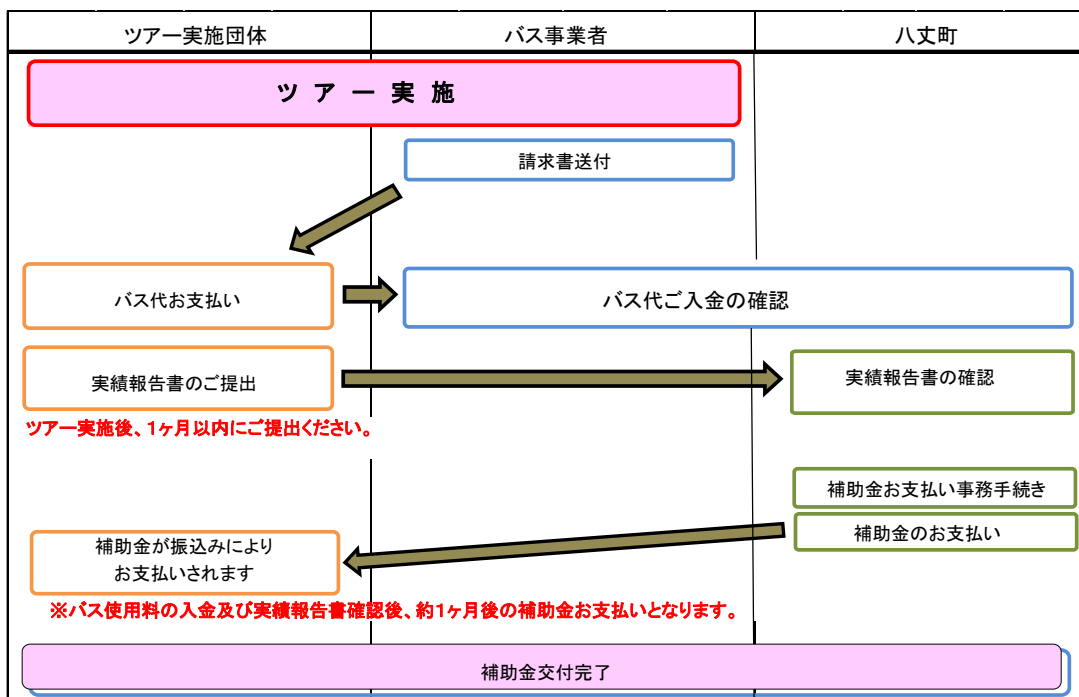 ツアー実施団体
バス事業者
八丈町
ツ ア ー 実 施
請求書送付
バス代お支払い
バス代ご入金の確認
実績報告書のご提出
実績報告書の確認
ツアー実施後、1ヶ月以内にご提出ください。
補助金お支払い事務手続き
補助金のお支払い
補助金が振込みにより
お支払いされます
※バス使用料の入金及び実績報告書確認後、約1ヶ月後の補助金お支払いとなります。
補助金交付完了